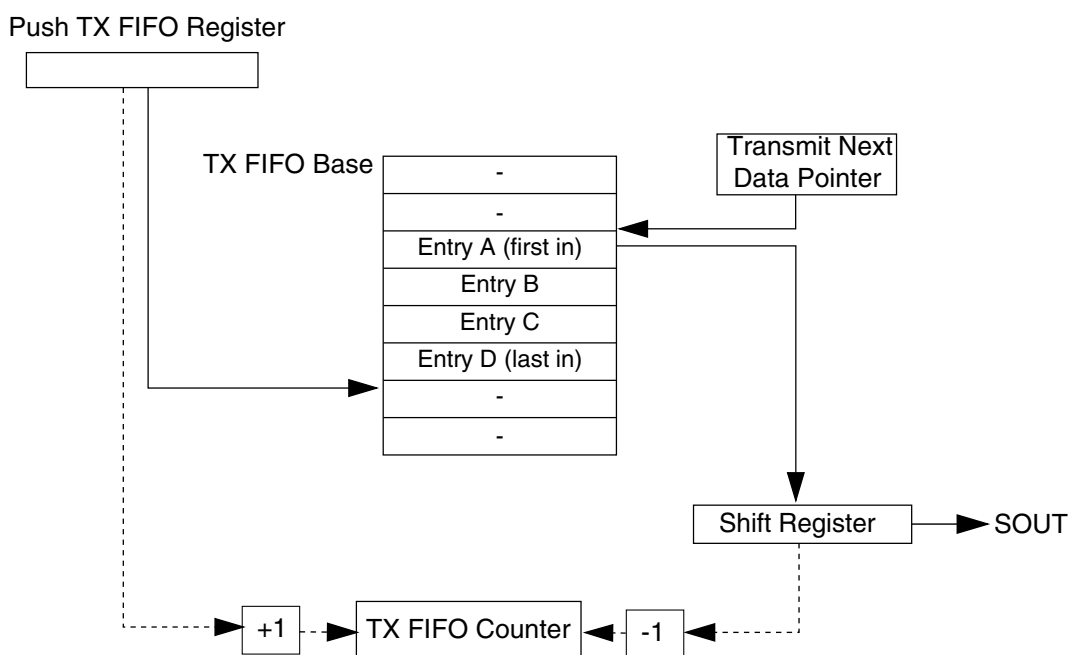 Push TX FIFO Register
TX FIFO Base
-
-
Entry A (first in)
Entry B
Entry C
Entry D (last in)
-
-
Transmit Next
Data Pointer
Shift Register
SOUT
+1
TX FIFO Counter
-1